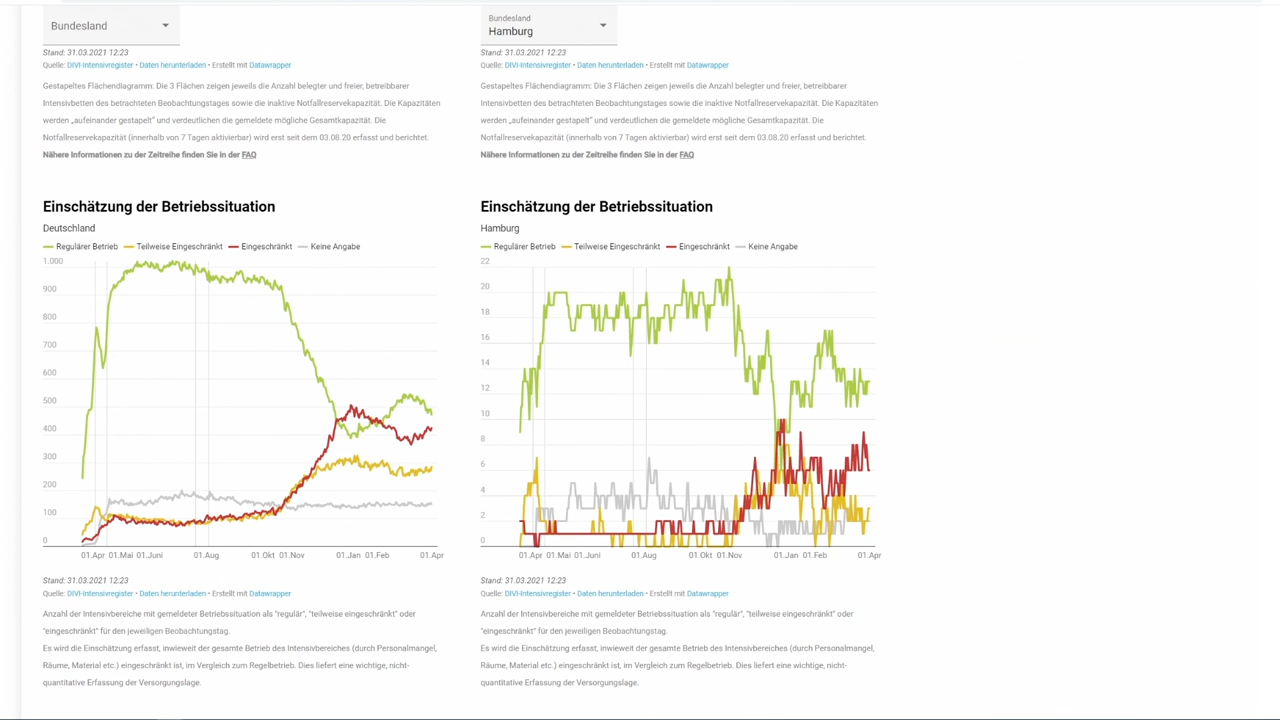 Bundesland
Stand: 31.03.2021 12:23
Quelle: DIVI-Intensivregister • Daten herunterladen • Erstellt mit Datawrapper
Gestapeltes Flächendiagramm: Die 3 Flächen zeigen jeweils die Anzahl belegter und freier, betreibbarer
Intensivbetten des betrachteten Beobachtungstages sowie die inaktive Notfallreservekapazität. Die Kapazitäten
werden „aufeinander gestapelt" und verdeutlichen die gemeldete mögliche Gesamtkapazität. Die
Notfallreservekapazität (innerhalb von 7 Tagen aktivierbar) wird erst seit dem 03.08.20 erfasst und berichtet.
Nähere Informationen zu der Zeitreihe finden Sie in der FAQ
Einschätzung der Betriebssituation
Deutschland
Regulärer Betrieb Teilweise Eingeschränkt Eingeschränkt Keine Angabe
1.000
900
800
700
600
500
400
300
200
100
0
01.Apr 01.Mai 01.Juni 01.Aug 01.Okt 01.Nov 01.Jan 01.Feb 01.Apr
Stand: 31.03.2021 12:23
Quelle: DIVI-Intensivregister • Daten herunterladen • Erstellt mit Datawrapper
Anzahl der Intensivbereiche mit gemeldeter Betriebssituation als "regulär", "teilweise eingeschränkt" oder
"eingeschränkt" für den jeweiligen Beobachtungstag.
Es wird die Einschätzung erfasst, inwieweit der gesamte Betrieb des Intensivbereiches (durch Personalmangel,
Räume, Material etc.) eingeschränkt ist, im Vergleich zum Regelbetrieb. Dies liefert eine wichtige, nicht-
quantitative Erfassung der Versorgungslage.
Bundesland
Hamburg
Stand: 31.03.2021 12:23
Quelle: DIVI-Intensivregister • Daten herunterladen • Erstellt mit Datawrapper
Gestapeltes Flächendiagramm: Die 3 Flächen zeigen jeweils die Anzahl belegter und freier, betreibbarer
Intensivbetten des betrachteten Beobachtungstages sowie die inaktive Notfallreservekapazität. Die Kapazitäten
werden „aufeinander gestapelt" und verdeutlichen die gemeldete mögliche Gesamtkapazität. Die
Notfallreservekapazität (innerhalb von 7 Tagen aktivierbar) wird erst seit dem 03.08.20 erfasst und berichtet.
Nähere Informationen zu der Zeitreihe finden Sie in der FAQ
Einschätzung der Betriebssituation
Hamburg
Regulärer Betrieb Teilweise Eingeschränkt Eingeschränkt Keine Angabe
22
20
18
16
14
12
10
8
6
4
2
0
01.Apr 01.Mai 01.Juni 01.Aug 01.Okt 01.Nov 01.Jan 01.Feb 01.Apr
Stand: 31.03.2021 12:23
Quelle: DIVI-Intensivregister • Daten herunterladen • Erstellt mit Datawrapper
Anzahl der Intensivbereiche mit gemeldeter Betriebssituation als "regulär", "teilweise eingeschränkt" oder
"eingeschränkt" für den jeweiligen Beobachtungstag.
Es wird die Einschätzung erfasst, inwieweit der gesamte Betrieb des Intensivbereiches (durch Personalmangel,
Räume, Material etc.) eingeschränkt ist, im Vergleich zum Regelbetrieb. Dies liefert eine wichtige, nicht-
quantitative Erfassung der Versorgungslage.